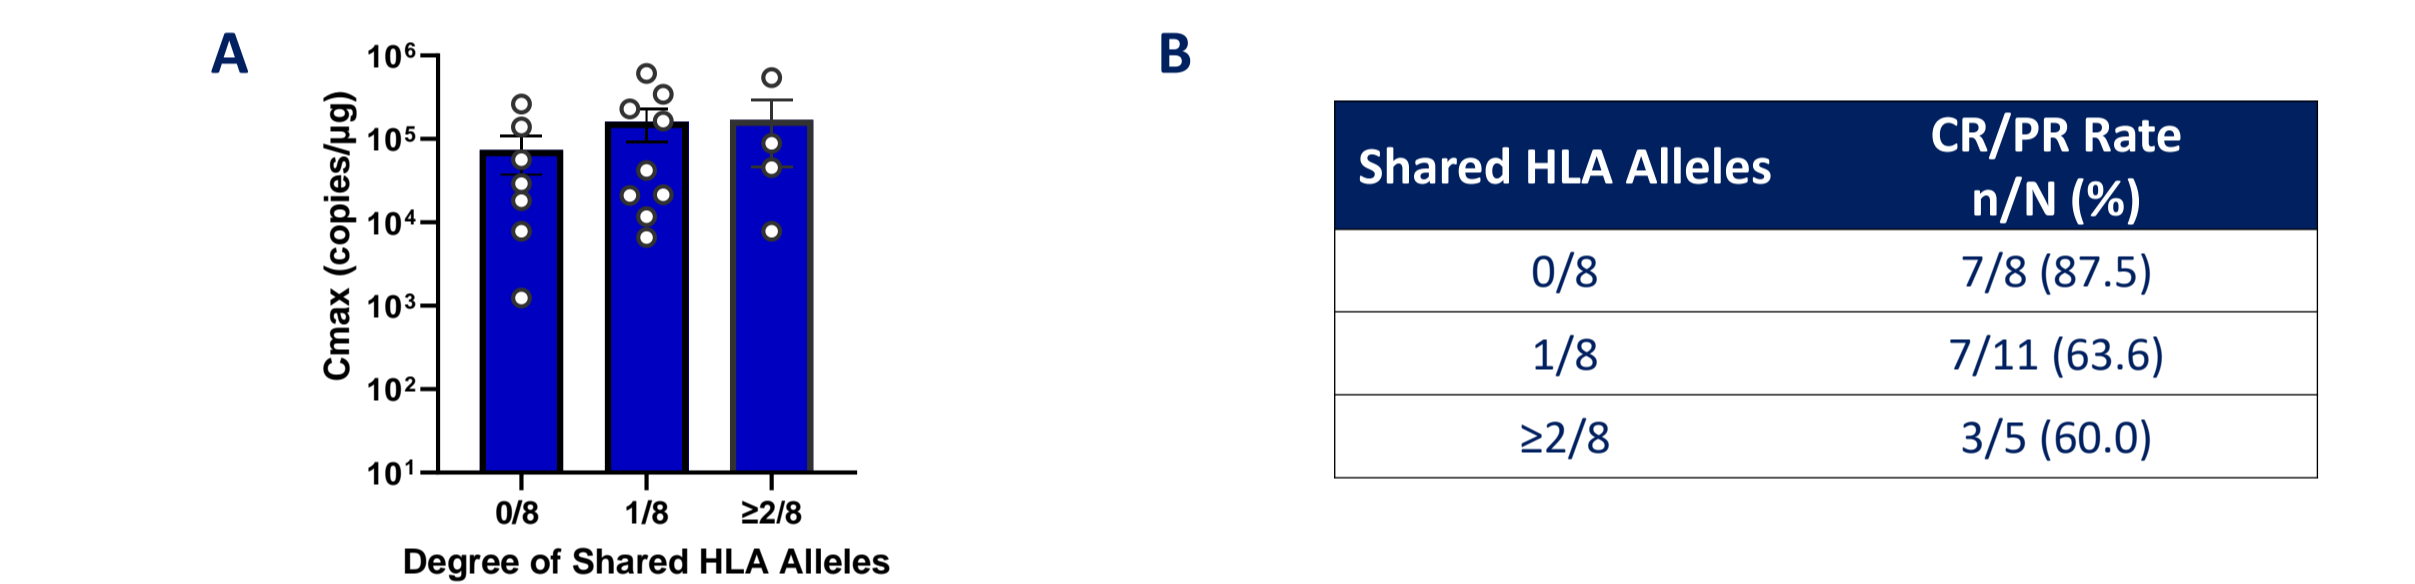 A
10⁶
10⁵
10⁴
10³
10²
10¹
Cmax (copies/µg)
0/8 1/8 ≥2/8
Degree of Shared HLA Alleles
B
Shared HLA Alleles CR/PR Rate
n/N (%)
0/8 7/8 (87.5)
1/8 7/11 (63.6)
≥2/8 3/5 (60.0)